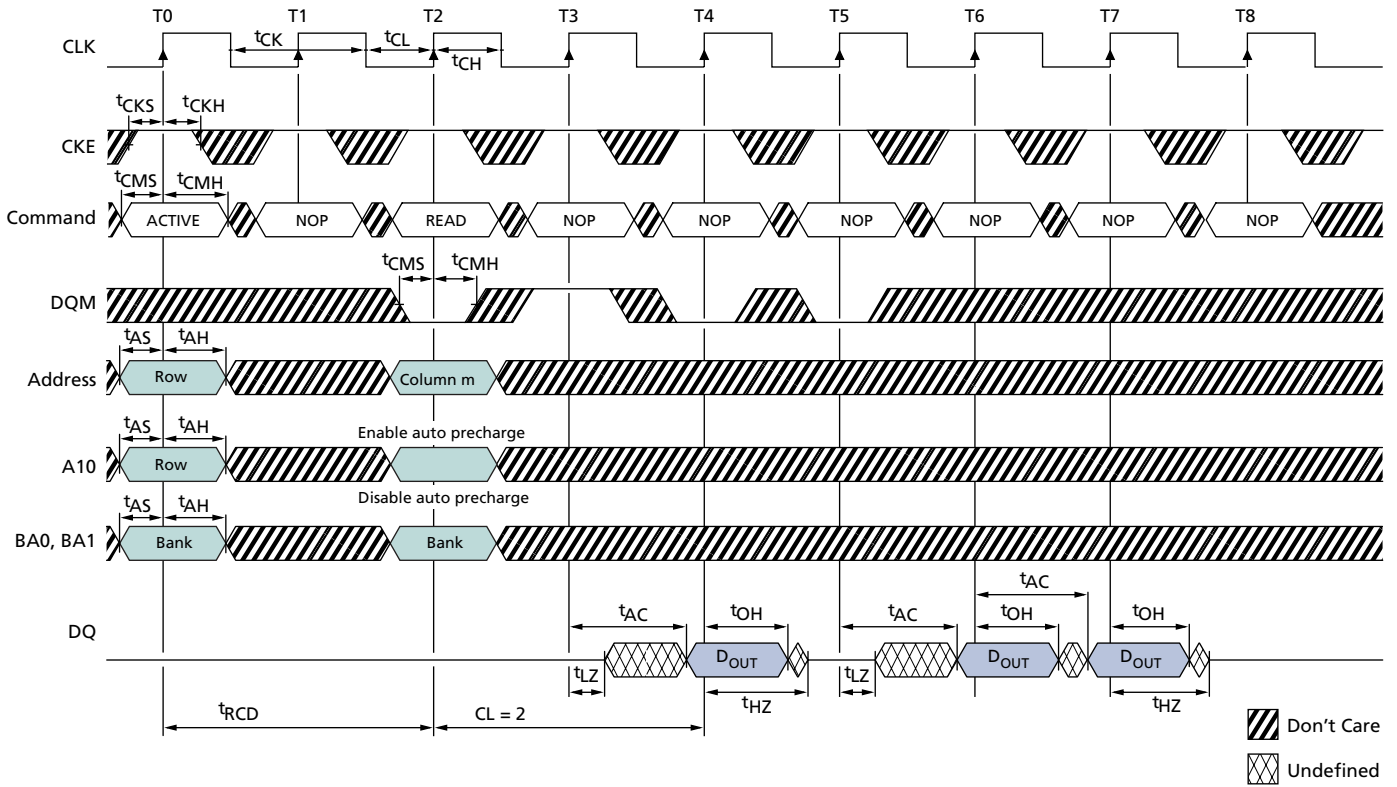 T0 T1 T2 T3 T4 T5 T6 T7 T8
CLK tCK tCL tCH
tCKS tCKH
CKE
tCMS tCMH
Command ACTIVE NOP READ NOP NOP NOP NOP NOP NOP
tCMS tCMH
DQM
tAS tAH
Address Row Column m
tAS tAH Enable auto precharge
A10 Row
tAS tAH Disable auto precharge
BA0, BA1 Bank Bank
tAC
tAC tOH tAC tOH tOH
DQ
DOUT DOUT DOUT
tLZ tHZ tLZ tHZ
tRCD CL = 2
Don't Care
Undefined